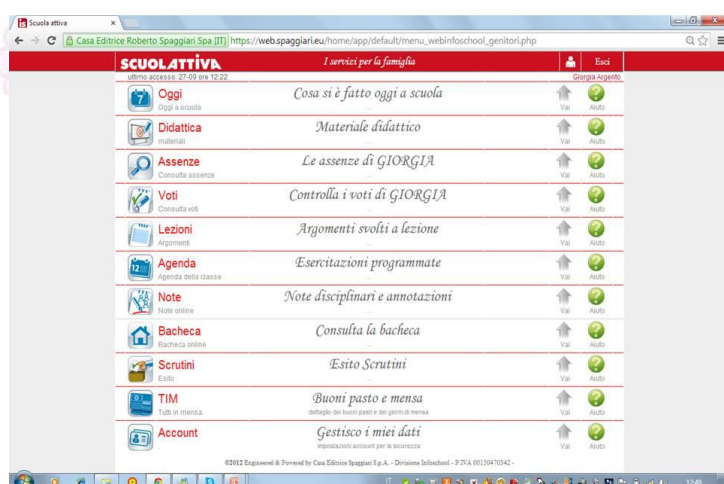 Scuola attiva
Casa Editrice Roberto Spaggiari Spa [IT] https://web.spaggiari.eu/home/app/default/menu_webinfoschool_genitori.php
SCUOLATTIVA I servizi per la famiglia Esci
ultimo accesso: 27-09 ore 12:22 Giorgia Argento
Oggi Cosa si è fatto oggi a scuola
Oggi a scuola Vai Aiuto
Didattica Materiale didattico
materiali Vai Aiuto
Assenze Le assenze di GIORGIA
Consulta assenze Vai Aiuto
Voti Controlla i voti di GIORGIA
Consulta voti Vai Aiuto
Lezioni Argomenti svolti a lezione
Argomenti Vai Aiuto
Agenda Esercitazioni programmate
Agenda della classe Vai Aiuto
Note Note disciplinari e annotazioni
Note online Vai Aiuto
Bacheca Consulta la bacheca
Bacheca online Vai Aiuto
Scrutini Esito Scrutini
Esito Vai Aiuto
TIM Buoni pasto e mensa
Tutti in mensa dettaglio dei buoni pasti e dei giorni di mensa Vai Aiuto
Account Gestisco i miei dati
impostazioni account per la sicurezza Vai Aiuto
©2012 Engineered & Powered by Casa Editrice Spaggiari S.p.A. - Divisione Infoschool - P.IVA 00150470342 -
12:48